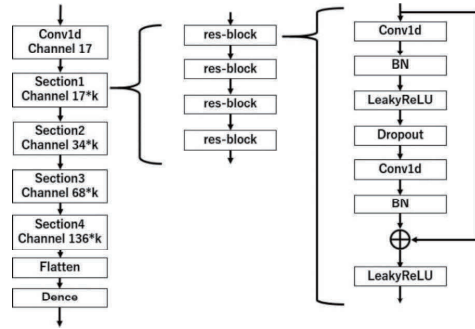 Conv1d
Channel 17
Section1
Channel 17*k
Section2
Channel 34*k
Section3
Channel 68*k
Section4
Channel 136*k
Flatten
Dence
res-block
res-block
res-block
res-block
Conv1d
BN
LeakyReLU
Dropout
Conv1d
BN
LeakyReLU